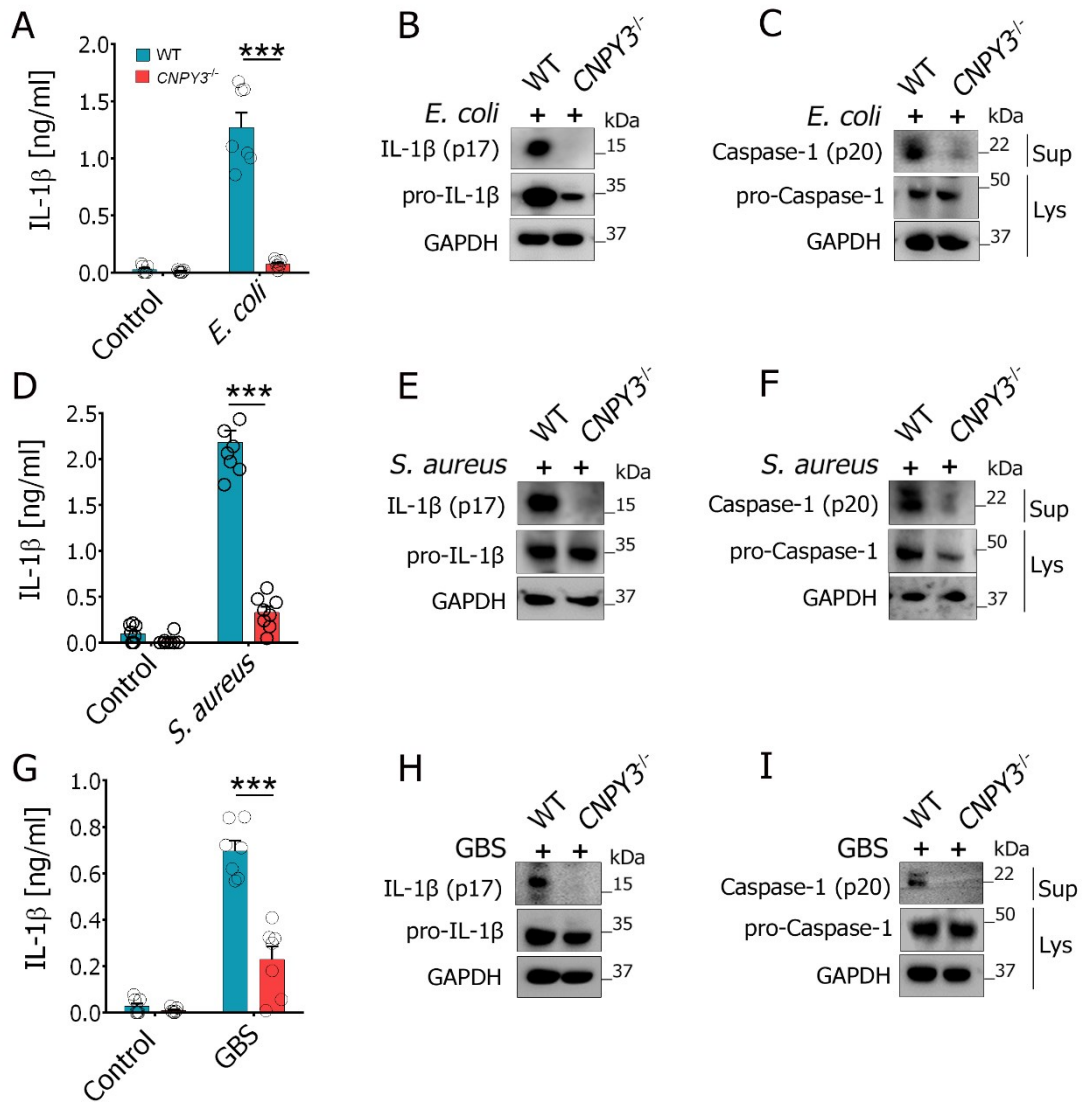 A
IL-1β [ng/ml]
2.0
1.5
1.0
0.5
0.0
WT
CNPY3-/-
***
Control
E. coli
B
WT
CNPY3-/-
E. coli + + kDa
IL-1β (p17) 15
pro-IL-1β 35
GAPDH 37
C
WT
CNPY3-/-
E. coli + + kDa
Caspase-1 (p20) 22 Sup
pro-Caspase-1 50 Lys
GAPDH 37
D
IL-1β [ng/ml]
2.5
2.0
1.5
1.0
0.5
0.0
***
Control
S. aureus
E
WT
CNPY3-/-
S. aureus + + kDa
IL-1β (p17) 15
pro-IL-1β 35
GAPDH 37
F
WT
CNPY3-/-
S. aureus + + kDa
Caspase-1 (p20) 22 Sup
pro-Caspase-1 50 Lys
GAPDH 37
G
IL-1β [ng/ml]
1.0
0.8
0.6
0.4
0.2
0.0
***
Control
GBS
H
WT
CNPY3-/-
GBS + + kDa
IL-1β (p17) 15
pro-IL-1β 35
GAPDH 37
I
WT
CNPY3-/-
GBS + + kDa
Caspase-1 (p20) 22 Sup
pro-Caspase-1 50 Lys
GAPDH 37